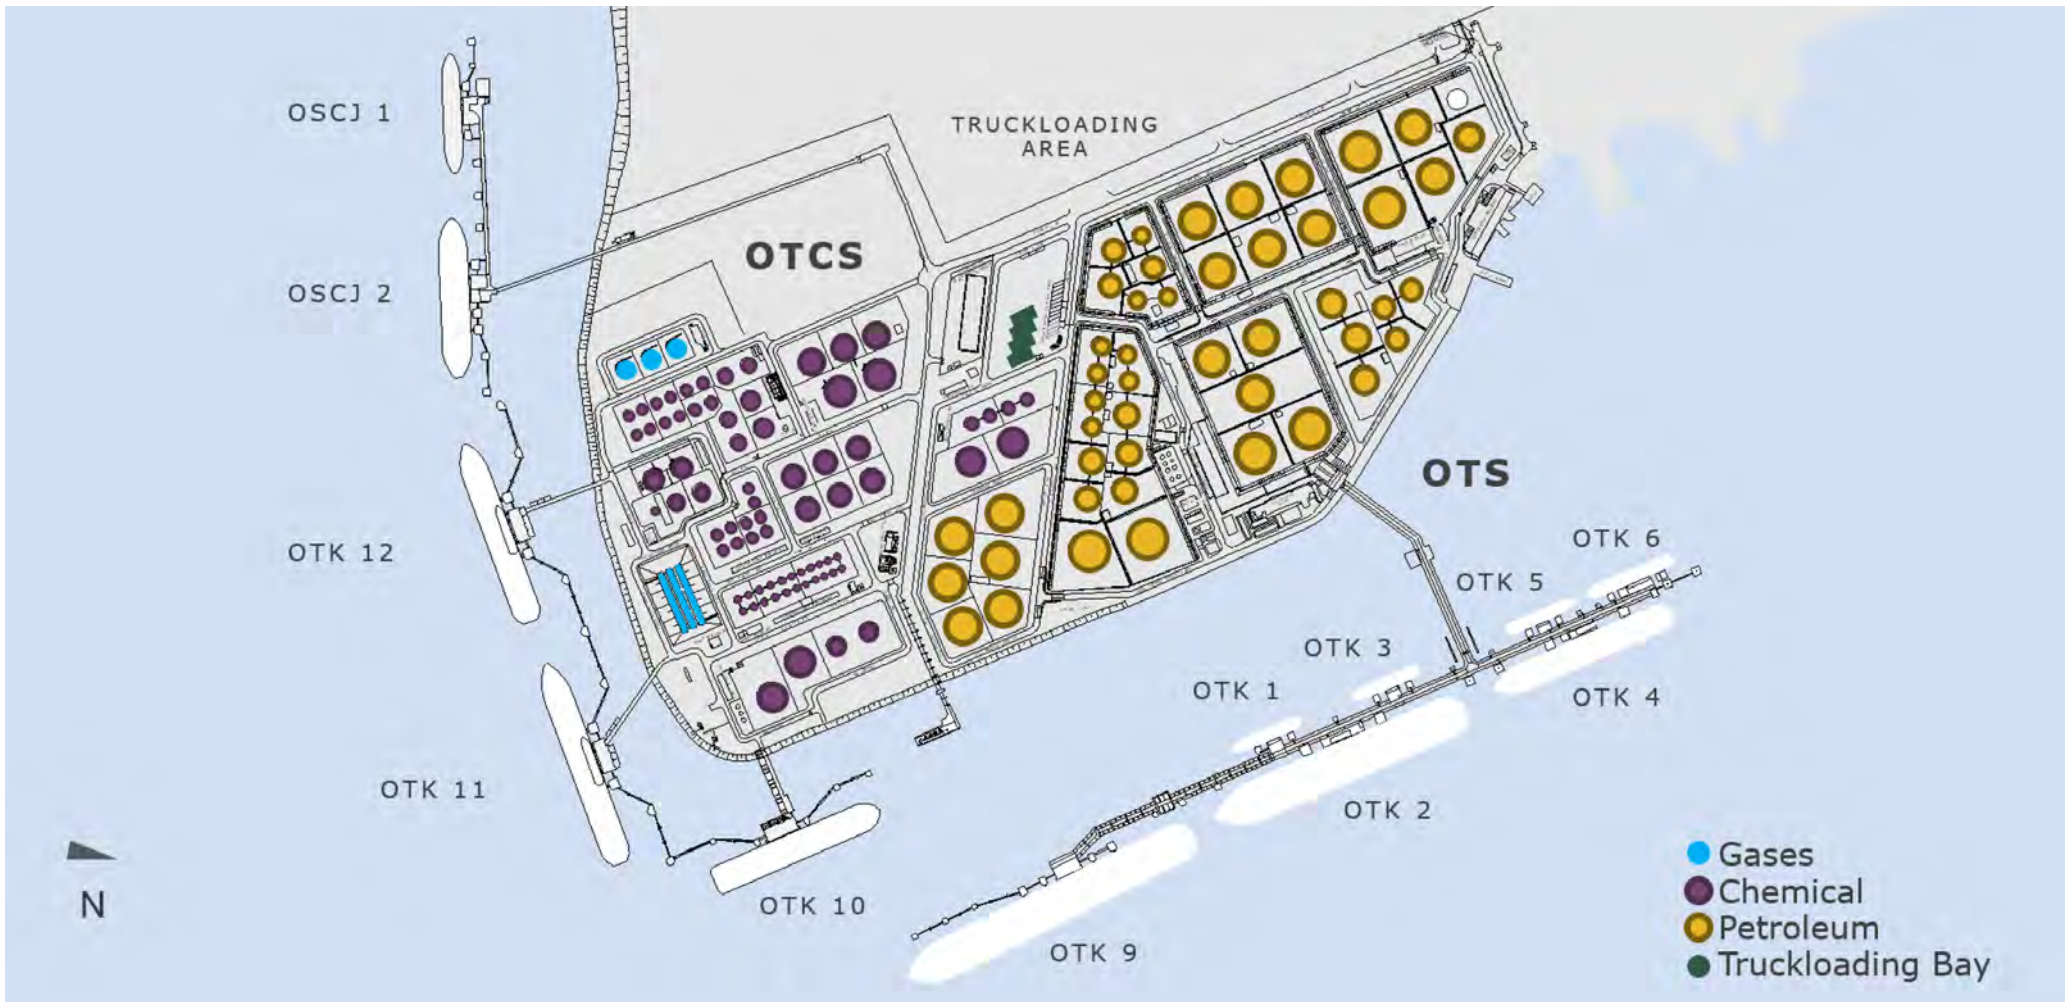 OSCJ 1
TRUCKLOADING
AREA
OTCS
OSCJ 2
OTS
OTK 12
OTK 6
OTK 5
OTK 3
OTK 1
OTK 4
OTK 11
OTK 2
OTK 10
OTK 9
N
Gases
Chemical
Petroleum
Truckloading Bay